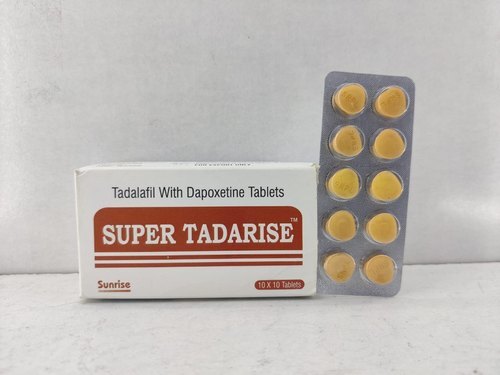 Tadalafil With Dapoxetine Tablets
SUPER TADARISE™
Sunrise
10 X 10 Tablets